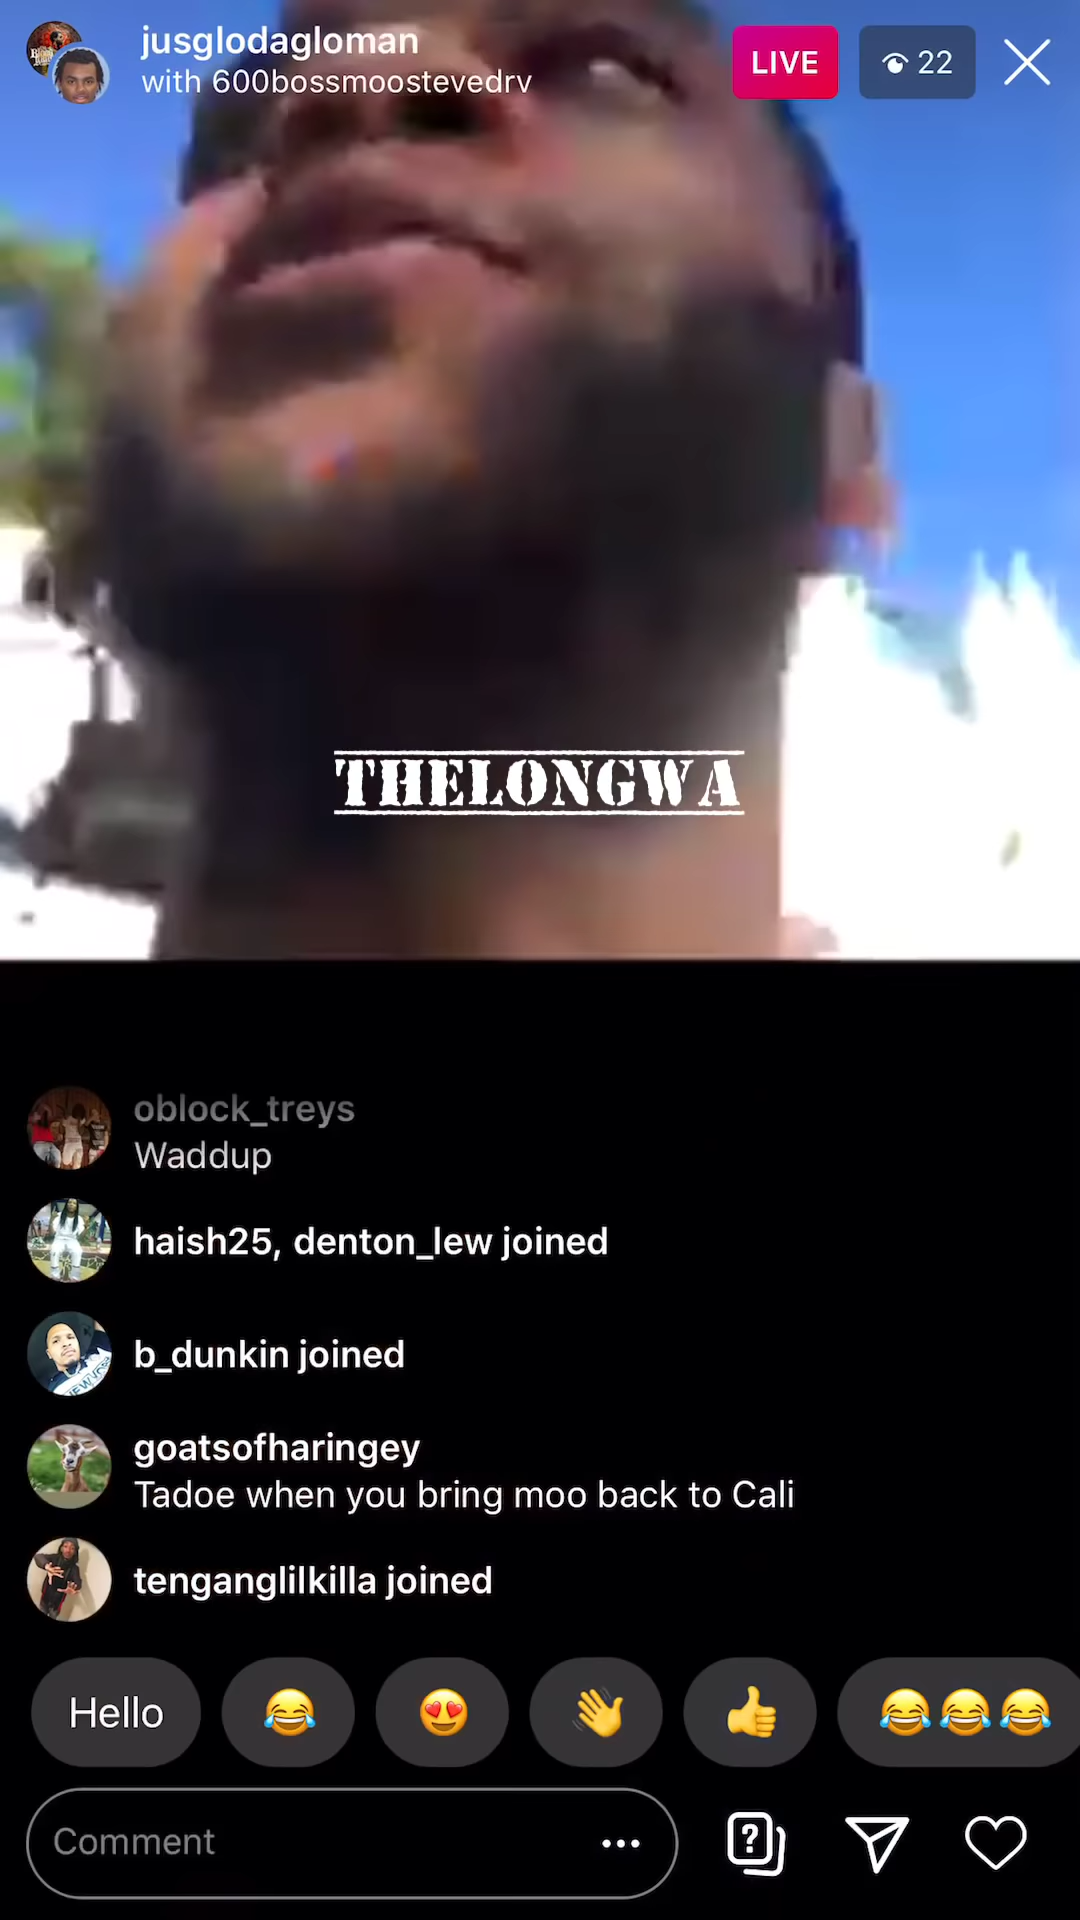 jusglodagloman
with 600bossmoostevedrv
LIVE
22
THELONGWA
oblock_treys
Waddup
haish25, denton_lew joined
b_dunkin joined
goatsofharingey
Tadoe when you bring moo back to Cali
tenganglilkilla joined
Hello
Comment